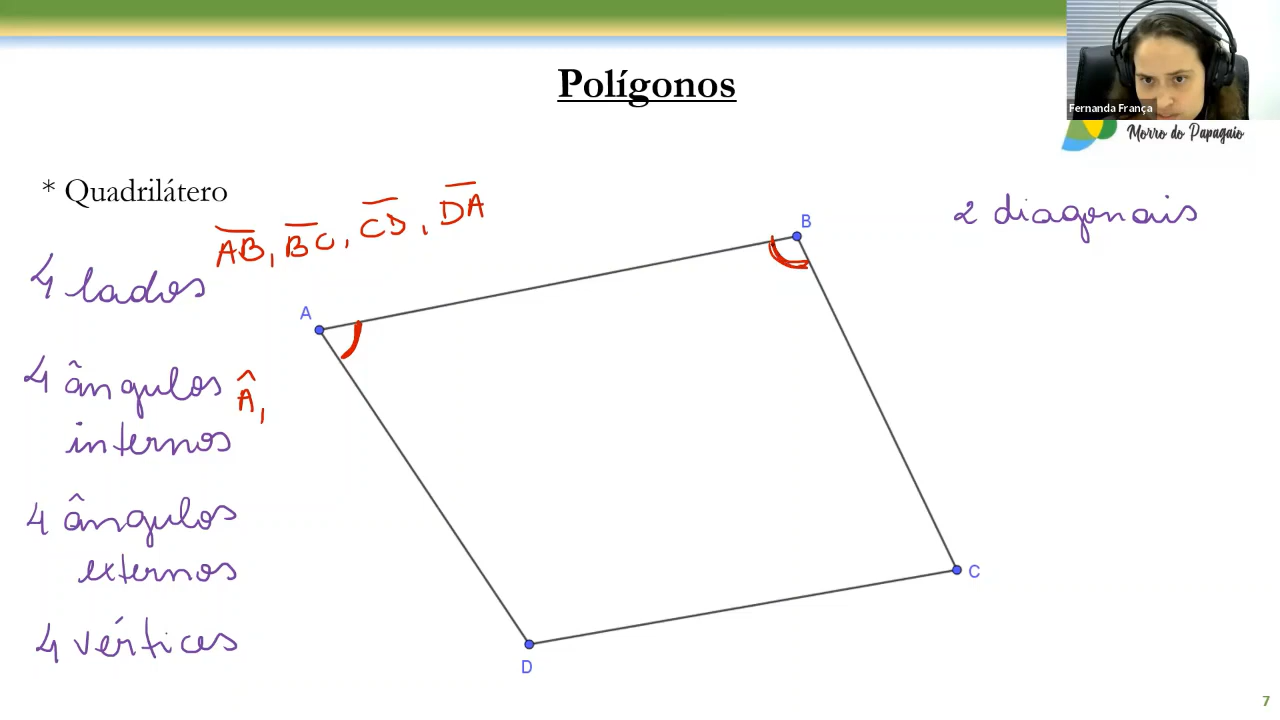 Polígonos
Fernanda França
Morro do Papagaio
* Quadrilátero
AB, BC, CD, DA
2 diagonais
4 lados
B
A
4 ângulos Â,
internos
4 ângulos
externos
C
4 vértices
D
7